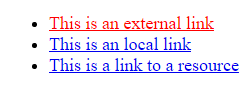 This is an external link
This is an local link
This is a link to a resource